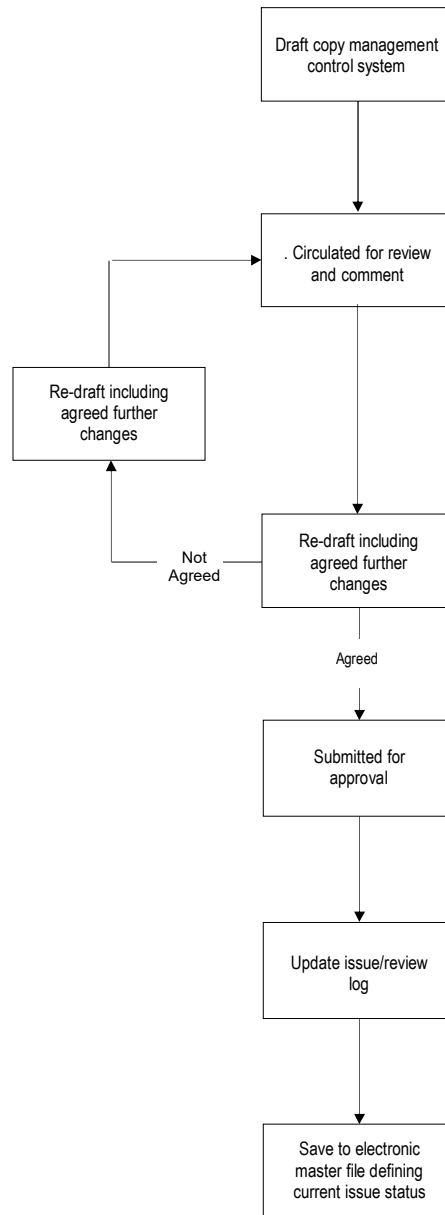 Draft copy management
control system
. Circulated for review
and comment
Re-draft including
agreed further
changes
Not
Agreed
Re-draft including
agreed further
changes
Agreed
Submitted for
approval
Update issue/review
log
Save to electronic
master file defining
current issue status